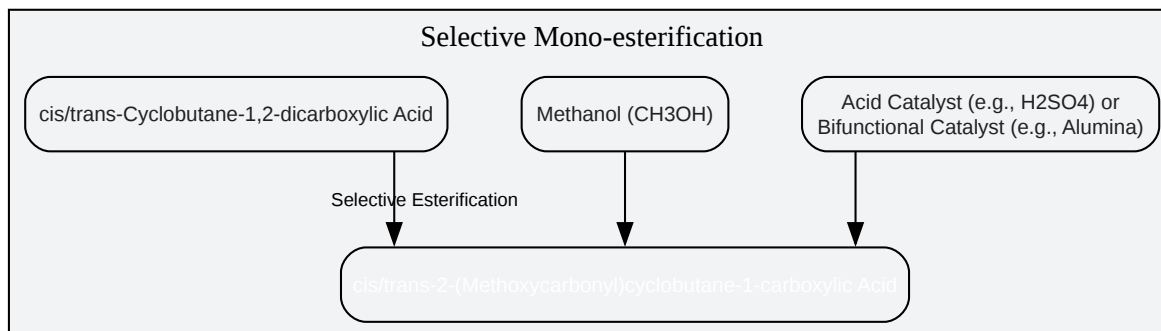 Selective Mono-esterification
cis/trans-Cyclobutane-1,2-dicarboxylic Acid
Methanol (CH3OH)
Acid Catalyst (e.g., H2SO4) or
Bifunctional Catalyst (e.g., Alumina)
Selective Esterification
cis/trans-2-(Methoxycarbonyl)cyclobutane-1-carboxylic Acid